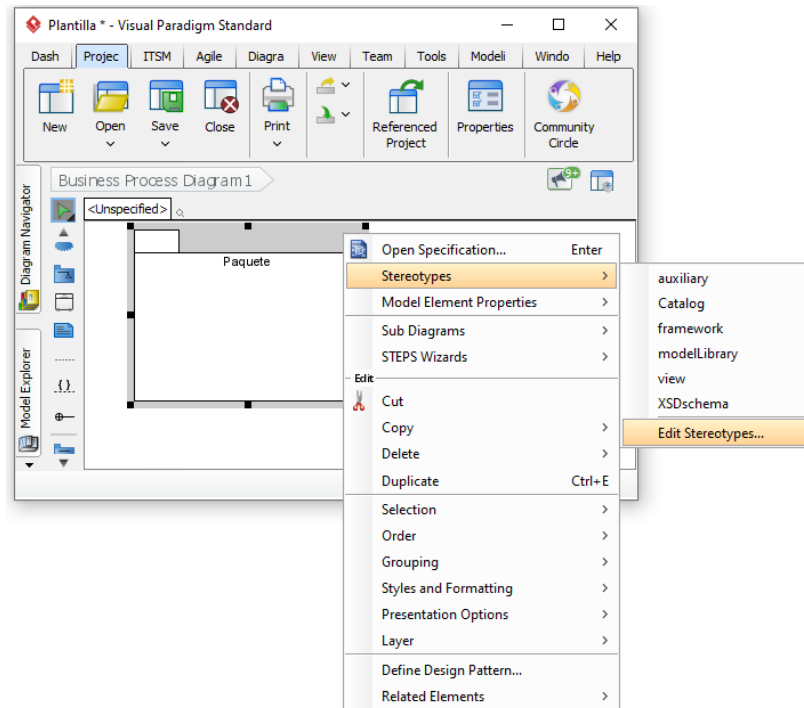 Plantilla * - Visual Paradigm Standard
Dash Projec ITSM Agile Diagra View Team Tools Modeli Windo Help
New Open Save Close Print Referenced Project Properties Community Circle
Business Process Diagram1
9+
<Unspecified>
Diagram Navigator
Model Explorer
Paquete
{}
Open Specification... Enter
Stereotypes
Model Element Properties
Sub Diagrams
STEPS Wizards
Edit
Cut
Copy
Delete
Duplicate Ctrl+E
Selection
Order
Grouping
Styles and Formatting
Presentation Options
Layer
Define Design Pattern...
Related Elements
auxiliary
Catalog
framework
modelLibrary
view
XSDschema
Edit Stereotypes...